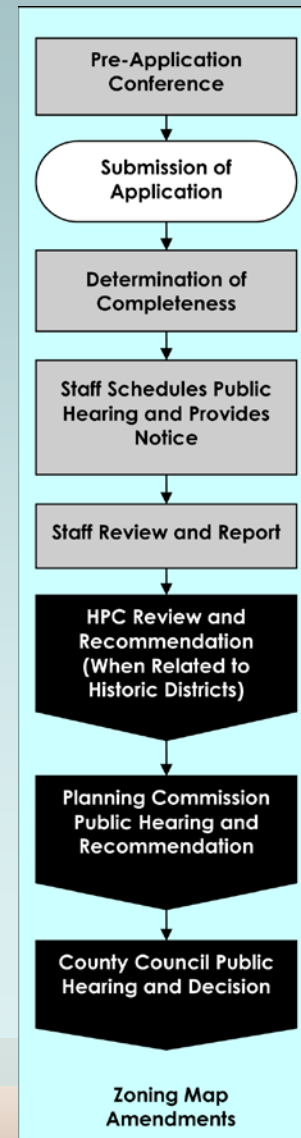 Pre-Application
Conference
Submission of
Application
Determination of
Completeness
Staff Schedules Public
Hearing and Provides
Notice
Staff Review and Report
HPC Review and
Recommendation
(When Related to
Historic Districts)
Planning Commission
Public Hearing and
Recommendation
County Council Public
Hearing and Decision
Zoning Map
Amendments